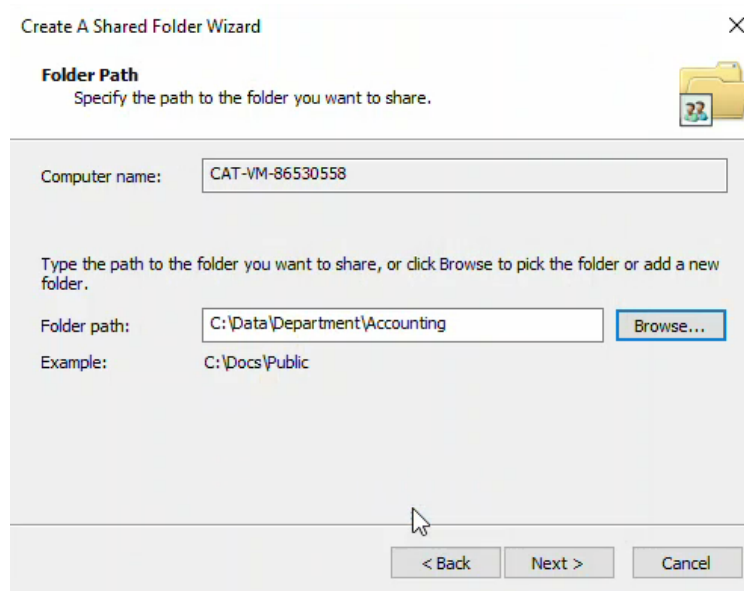 Create A Shared Folder Wizard
Folder Path
Specify the path to the folder you want to share.
Computer name: CAT-VM-86530558
Type the path to the folder you want to share, or click Browse to pick the folder or add a new
folder.
Folder path: C:\Data\Department\Accounting Browse...
Example: C:\Docs\Public
< Back Next > Cancel